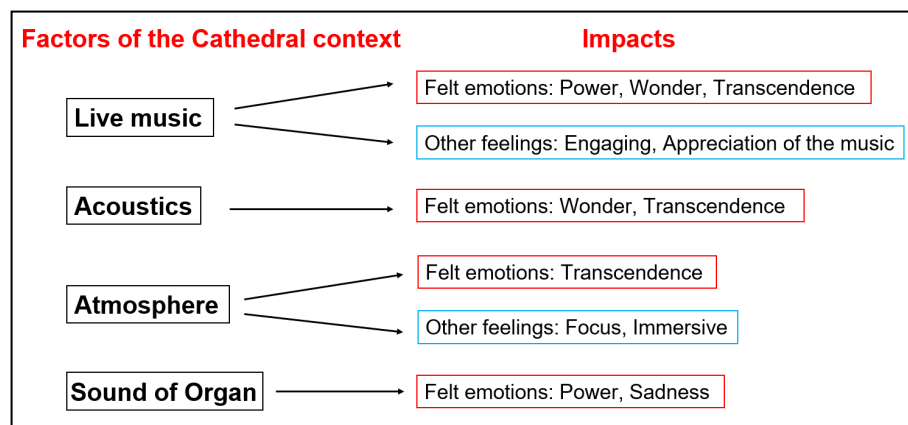 Factors of the Cathedral context
Impacts
Live music
Felt emotions: Power, Wonder, Transcendence
Other feelings: Engaging, Appreciation of the music
Acoustics
Felt emotions: Wonder, Transcendence
Atmosphere
Felt emotions: Transcendence
Other feelings: Focus, Immersive
Sound of Organ
Felt emotions: Power, Sadness